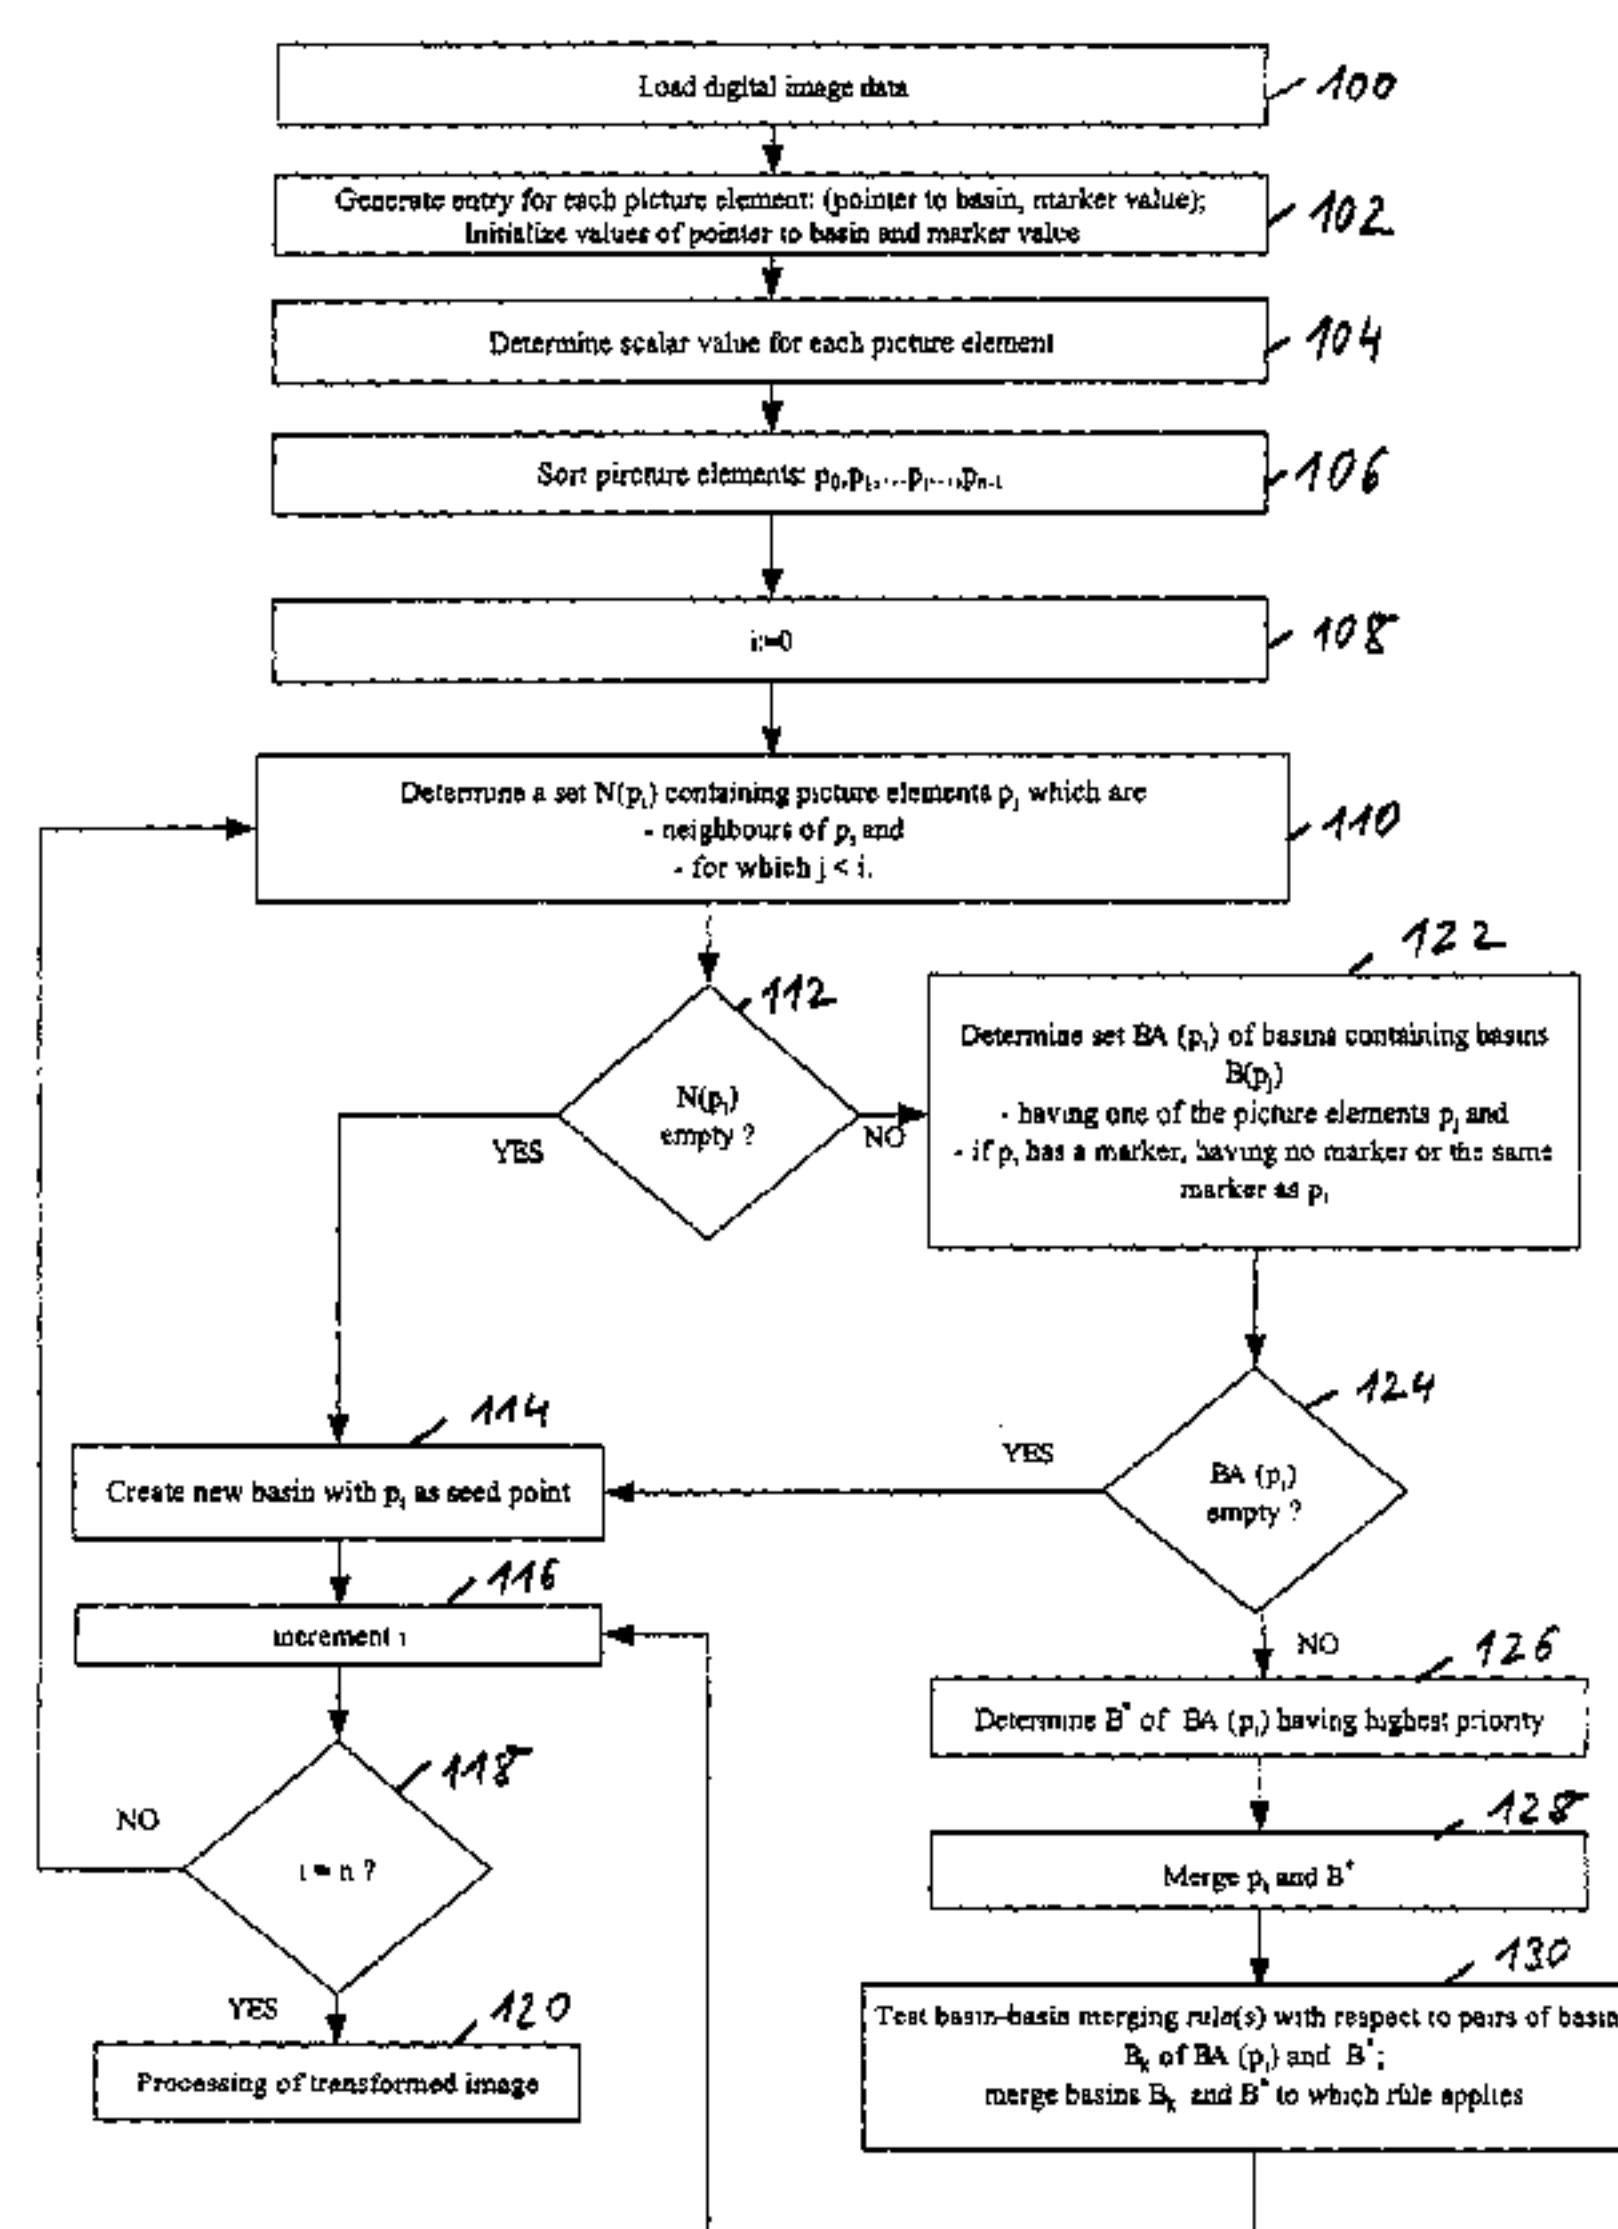 Load digital image data
100
Generate entry for each picture element: (pointer to basin, marker value);
Initialize values of pointer to basin and marker value
102
Determine scalar value for each picture element
104
Sort pircture elements: p0,p1,...pi,...,pn-1
106
i:=0
108
Determine a set N(pi) containing picture elements pj which are
- neighbours of pi and
- for which j < i.
110
112
N(pi)
empty ?
YES
NO
122
Determine set BA (pi) of basins containing basins
B(pj)
- having one of the picture elements pj and
- if pi has a marker, having no marker or the same
marker as pi
124
BA (pi)
empty ?
YES
NO
114
Create new basin with pi as seed point
116
increment i
118
i = n ?
NO
YES
120
Processing of transformed image
126
Determine B* of BA (pi) having highest priority
128
Merge pi and B*
130
Test basin-basin merging rule(s) with respect to pairs of basin
Bk of BA (pi) and B*;
merge basins Bk and B* to which rule applies